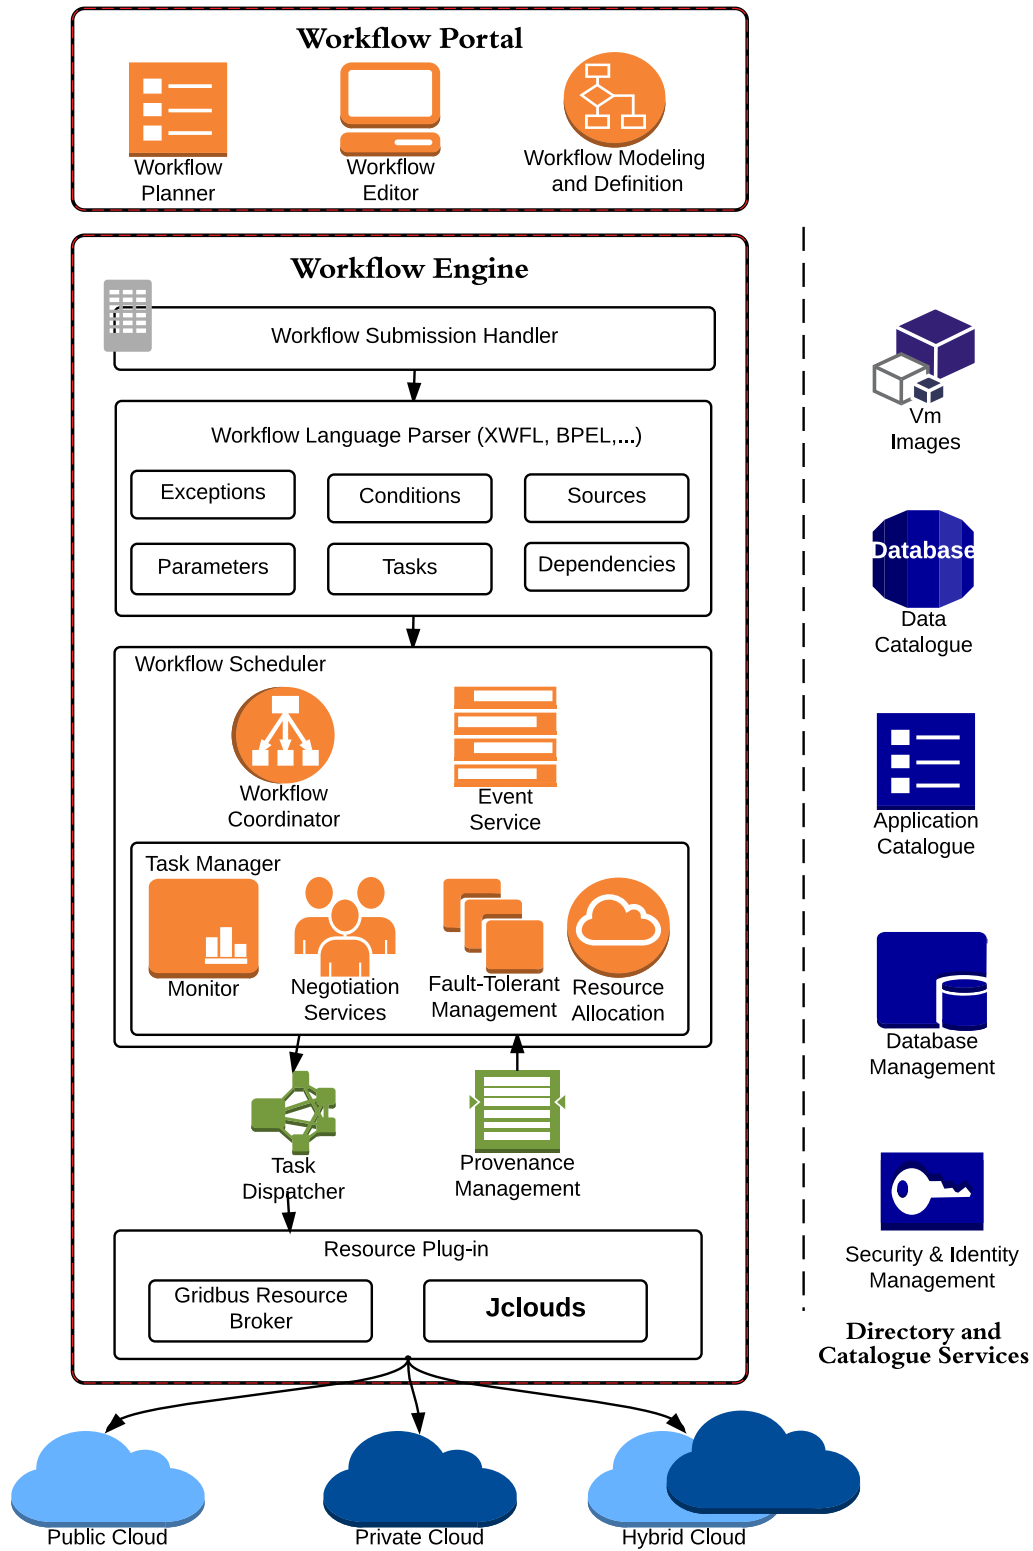 Workflow Portal
Workflow
Planner
Workflow
Editor
Workflow Modeling
and Definition
Workflow Engine
Workflow Submission Handler
Workflow Language Parser (XWFL, BPEL,...)
Exceptions
Conditions
Sources
Parameters
Tasks
Dependencies
Workflow Scheduler
Workflow
Coordinator
Event
Service
Task Manager
Monitor
Negotiation
Services
Fault-Tolerant
Management
Resource
Allocation
Task
Dispatcher
Provenance
Management
Resource Plug-in
Gridbus Resource
Broker
Jclouds
Public Cloud
Private Cloud
Hybrid Cloud
Vm
Images
Database
Data
Catalogue
Application
Catalogue
Database
Management
Security & Identity
Management
Directory and
Catalogue Services